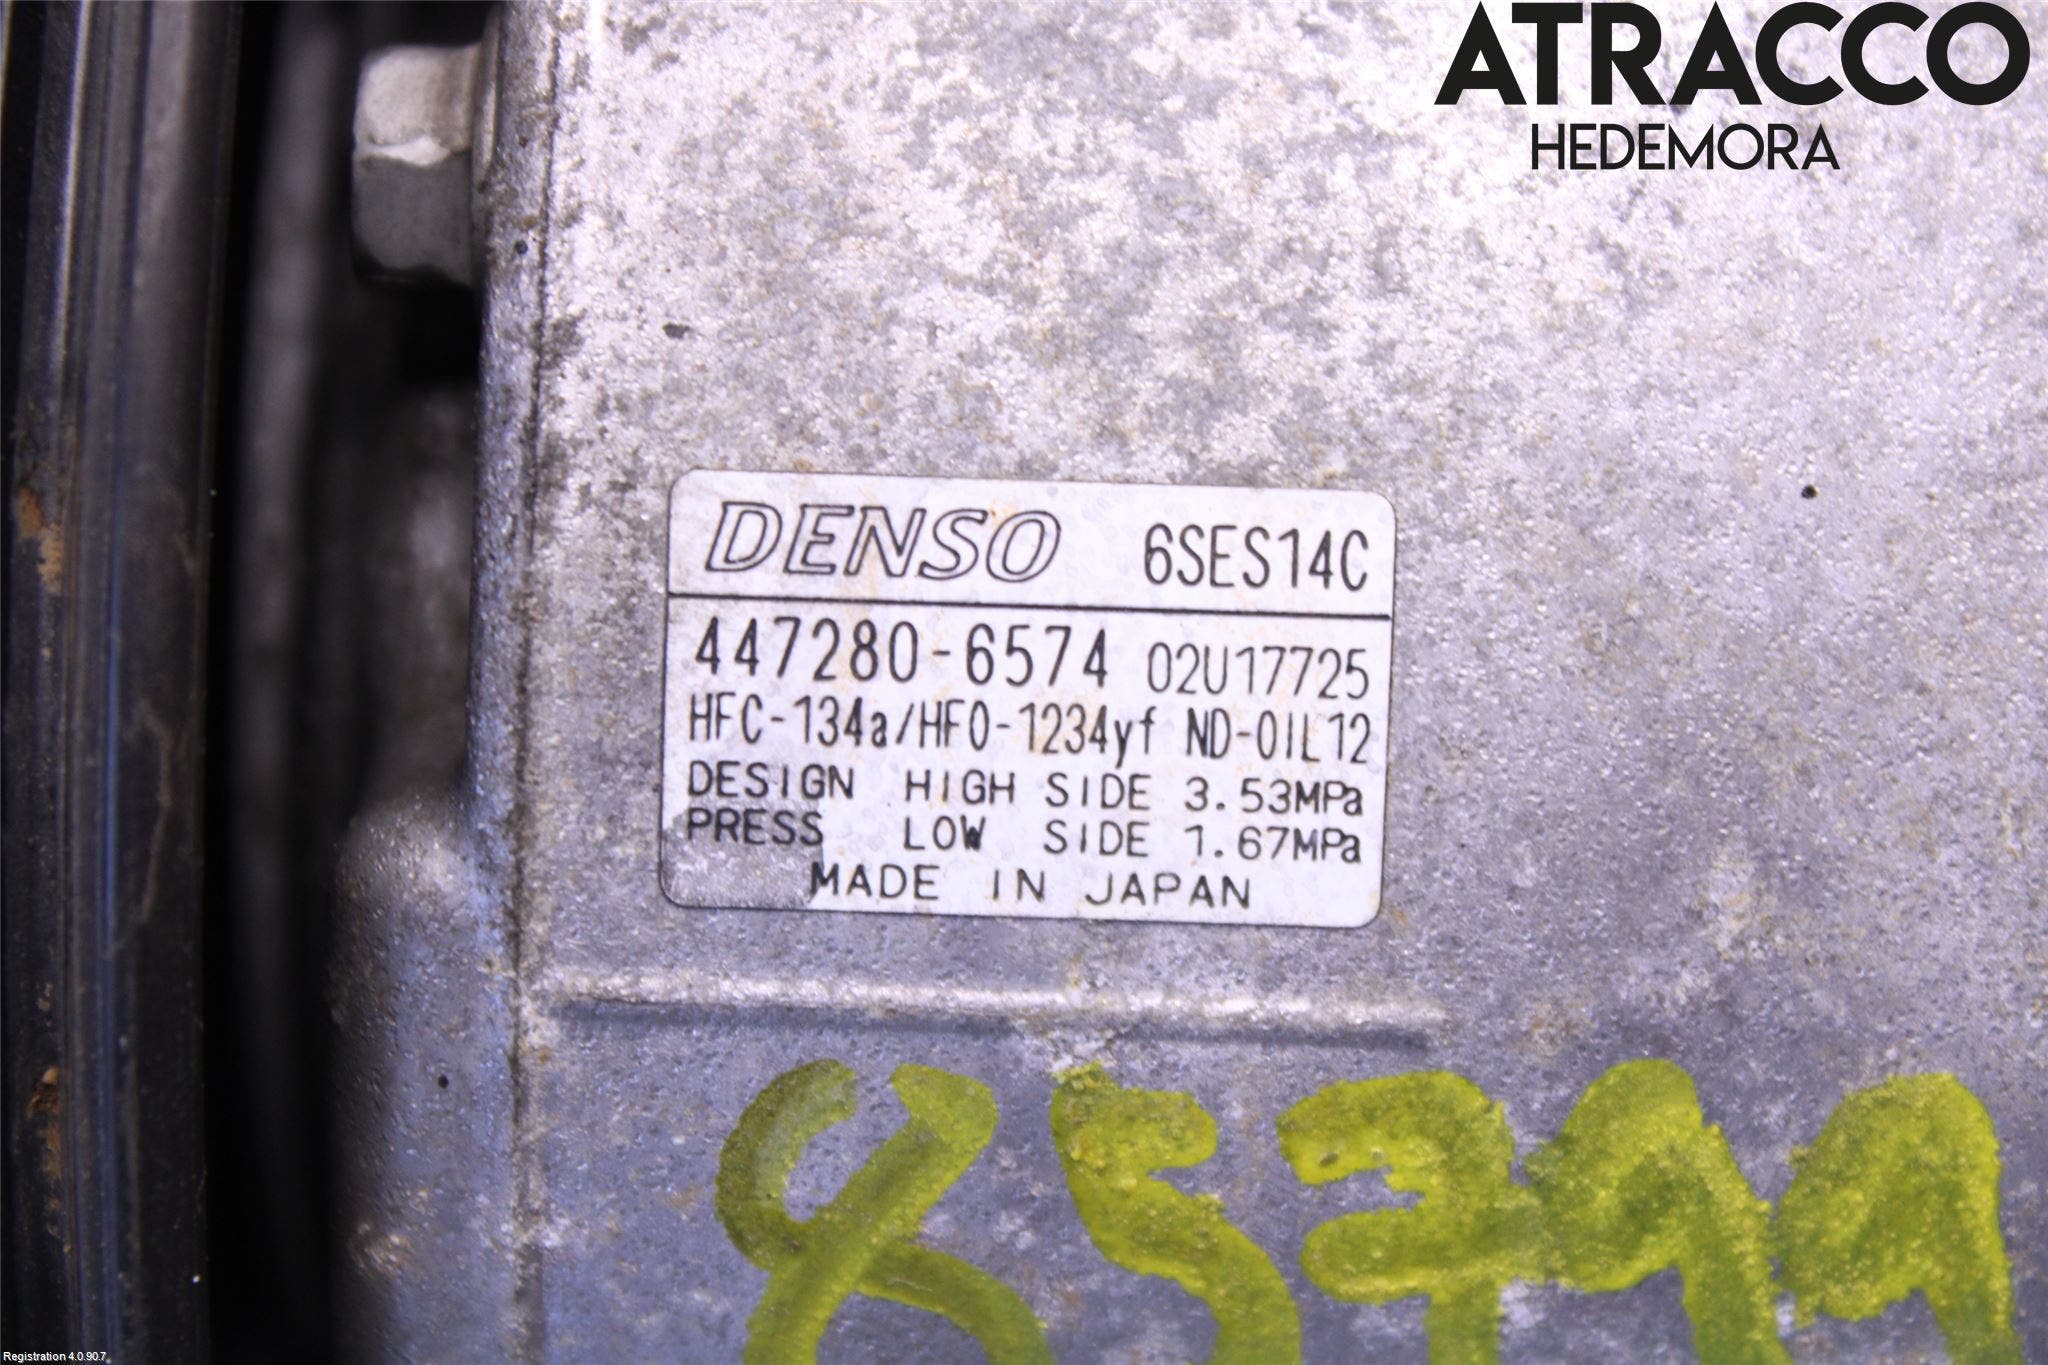 ATRACCO
HEDEMORA
DENSO 6SES14C
447280-6574 02U17725
HFC-134a/HFO-1234yf ND-OIL12
DESIGN HIGH SIDE 3.53MPa
PRESS LOW SIDE 1.67MPa
MADE IN JAPAN
85799
Registration 4.0.90.7